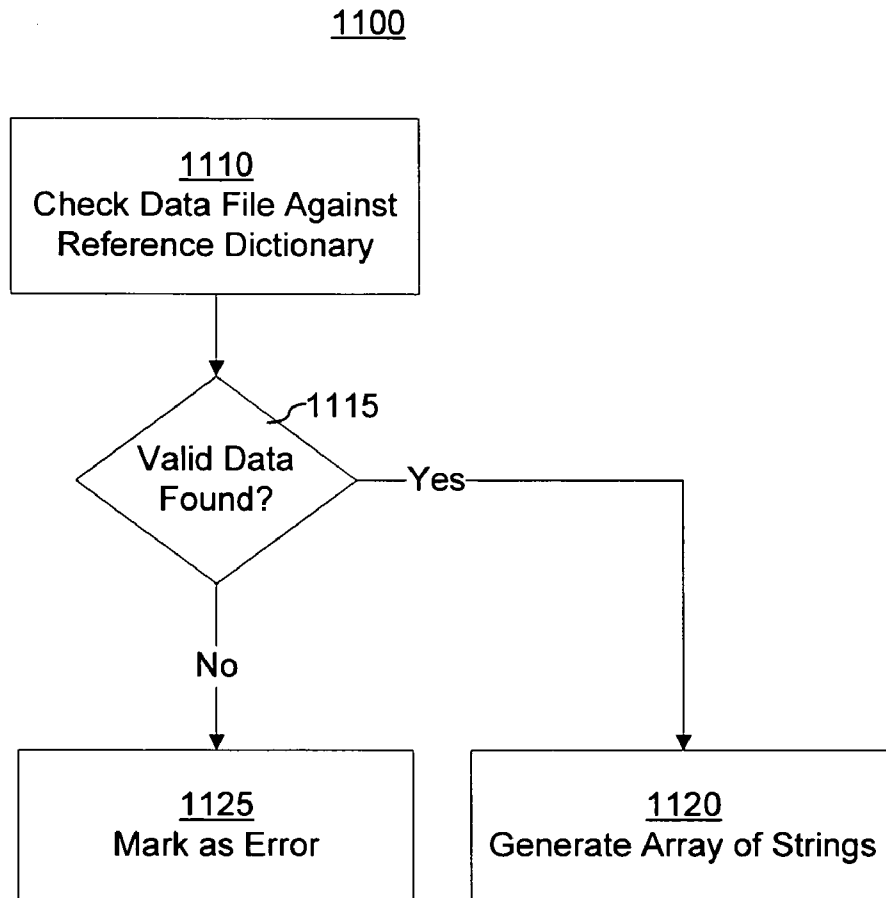 1100
1110
Check Data File Against
Reference Dictionary
1115
Valid Data
Found?
Yes
No
1125
Mark as Error
1120
Generate Array of Strings